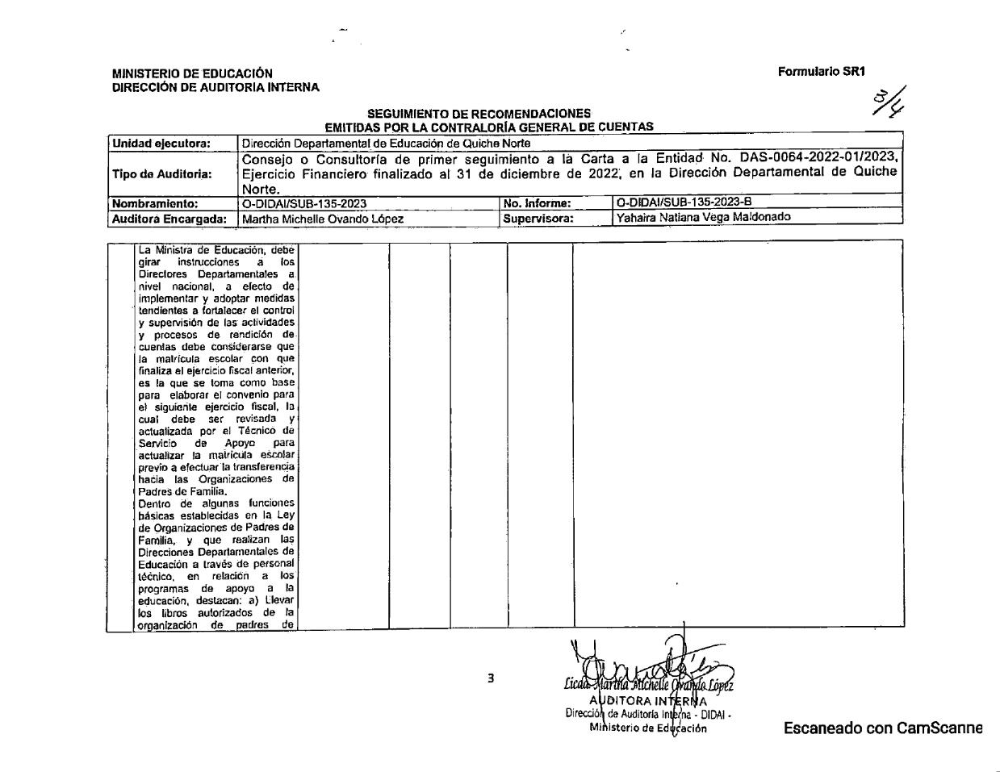 MINISTERIO DE EDUCACIÓN
DIRECCIÓN DE AUDITORIA INTERNA
Formulario SR1
3/4
SEGUIMIENTO DE RECOMENDACIONES
EMITIDAS POR LA CONTRALORÍA GENERAL DE CUENTAS
Unidad ejecutora: Dirección Departamental de Educación de Quiche Norte
Tipo de Auditoria: Consejo o Consultoría de primer seguimiento a la Carta a la Entidad No. DAS-0064-2022-01/2023,
Ejercicio Financiero finalizado al 31 de diciembre de 2022, en la Dirección Departamental de Quiche
Norte.
Nombramiento: O-DIDAI/SUB-135-2023 No. Informe: O-DIDAI/SUB-135-2023-B
Auditora Encargada: Martha Michelle Ovando López Supervisora: Yahaira Natiana Vega Maldonado
La Ministra de Educación, debe
girar instrucciones a los
Directores Departamentales a
nivel nacional, a efecto de
implementar y adoptar medidas
tendientes a fortalecer el control
y supervisión de las actividades
y procesos de rendición de
cuentas debe considerarse que
la matrícula escolar con que
finaliza el ejercicio fiscal anterior,
es la que se toma como base
para elaborar el convenio para
el siguiente ejercicio fiscal, la
cual debe ser revisada y
actualizada por el Técnico de
Servicio de Apoyo para
actualizar la matricula escolar
previo a efectuar la transferencia
hacia las Organizaciones de
Padres de Familia.
Dentro de algunas funciones
básicas establecidas en la Ley
de Organizaciones de Padres de
Familia, y que realizan las
Direcciones Departamentales de
Educación a través de personal
técnico, en relación a los
programas de apoyo a la
educación, destacan: a) Llevar
los libros autorizados de la
organización de padres de
3
Licda. Martha Michelle Ovando López
AUDITORA INTERNA
Dirección de Auditoría Interna - DIDAI -
Ministerio de Educación
Escaneado con CamScanne